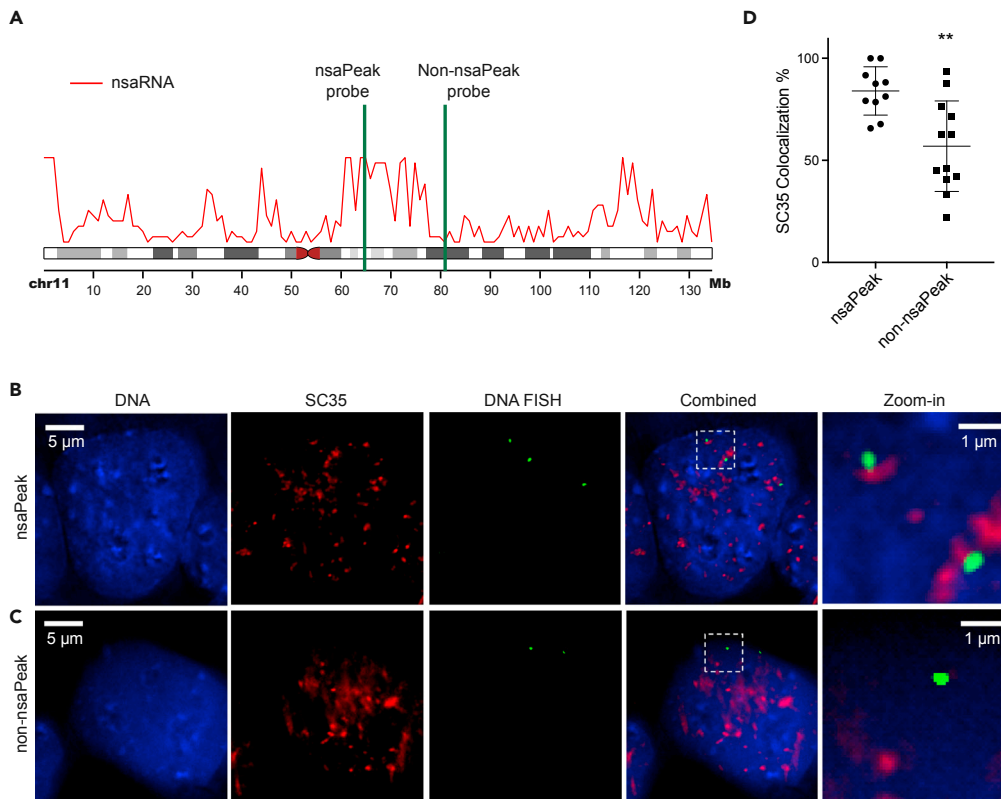 A
nsaRNA
nsaPeak
probe
Non-nsaPeak
probe
chr11 10 20 30 40 50 60 70 80 90 100 110 120 130 Mb
D
**
SC35 Colocalization %
100
50
0
nsaPeak
non-nsaPeak
B
DNA SC35 DNA FISH Combined Zoom-in
nsaPeak
5 µm
1 µm
C
non-nsaPeak
5 µm
1 µm